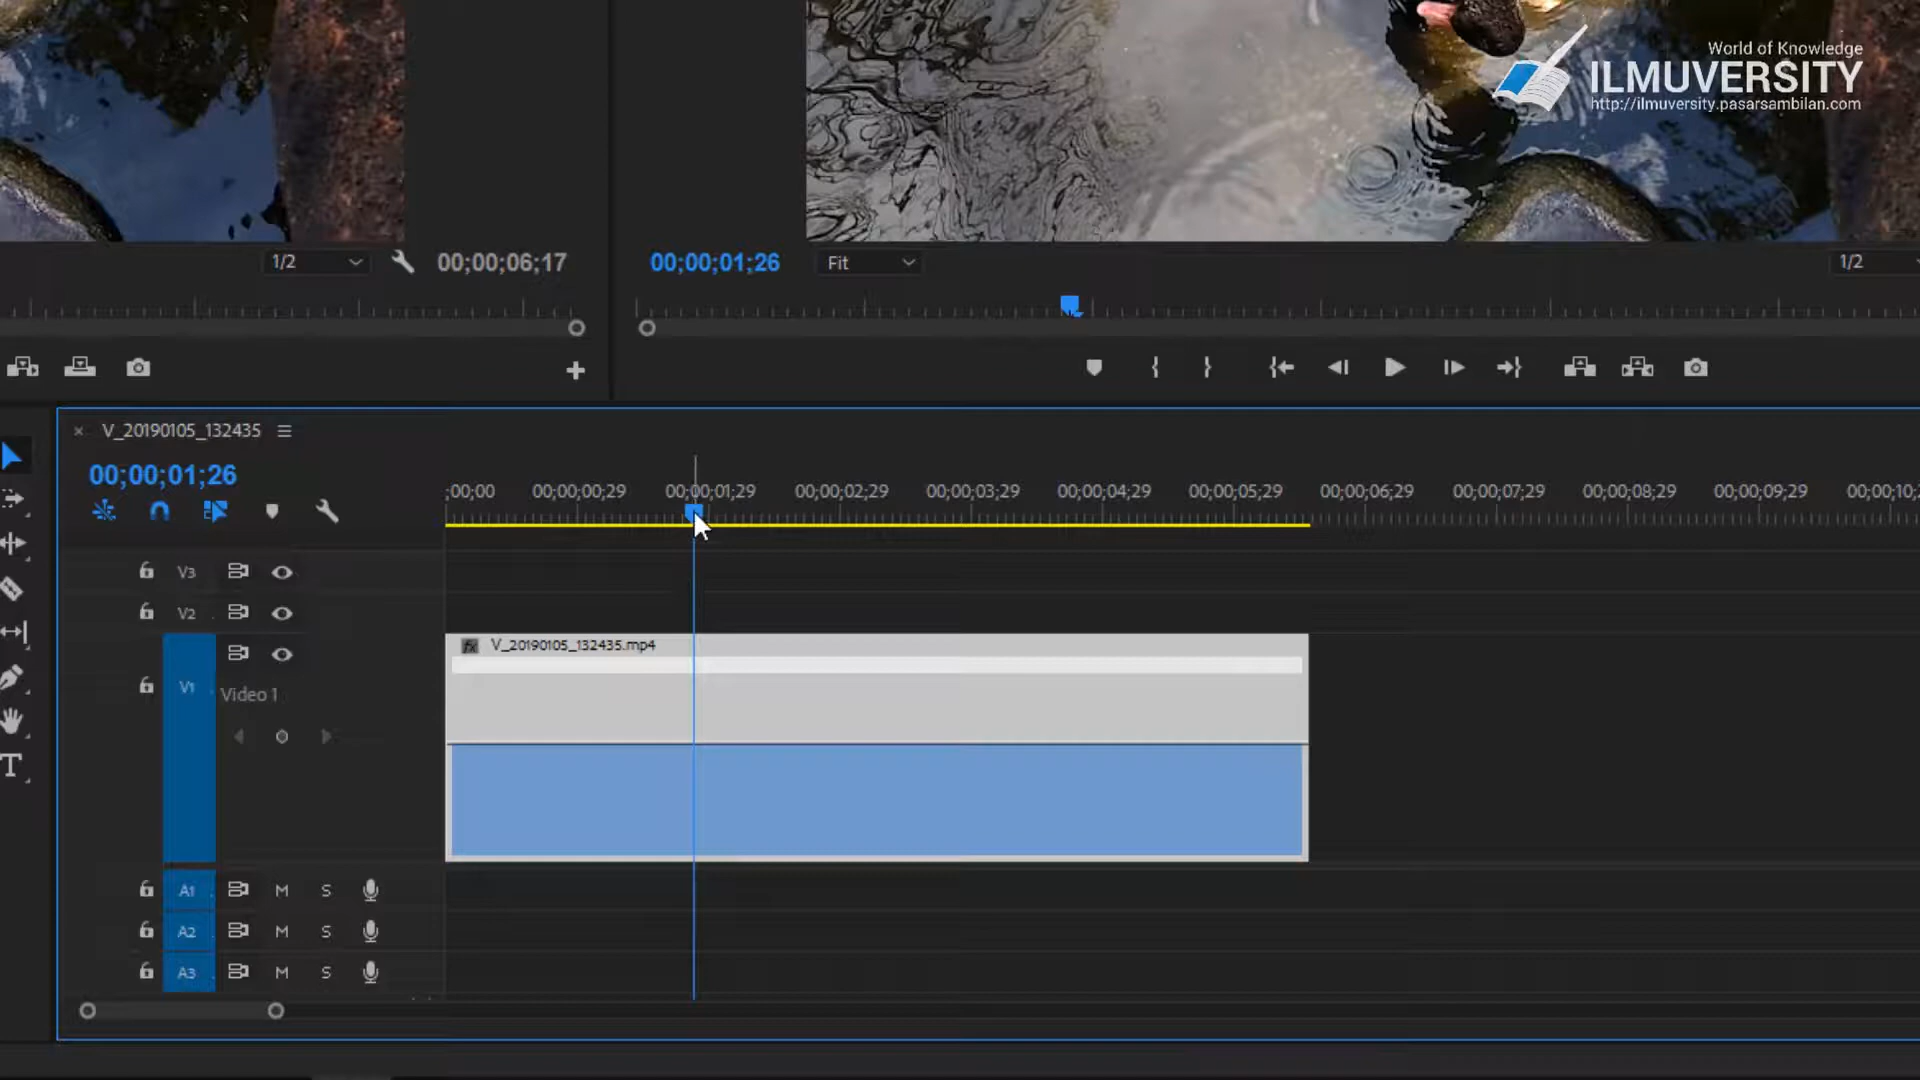 World of Knowledge
ILMUVERSITY
http://ilmuversity.pasarsambilan.com
1/2
00;00;06;17
00;00;01;26
Fit
1/2
V_20190105_132435
00;00;01;26
;00;00
00;00;00;29
00;00;01;29
00;00;02;29
00;00;03;29
00;00;04;29
00;00;05;29
00;00;06;29
00;00;07;29
00;00;08;29
00;00;09;29
00;00;10;
V3
V2
fx V_20190105_132435.mp4
V1
Video 1
A1 M S
A2 M S
A3 M S